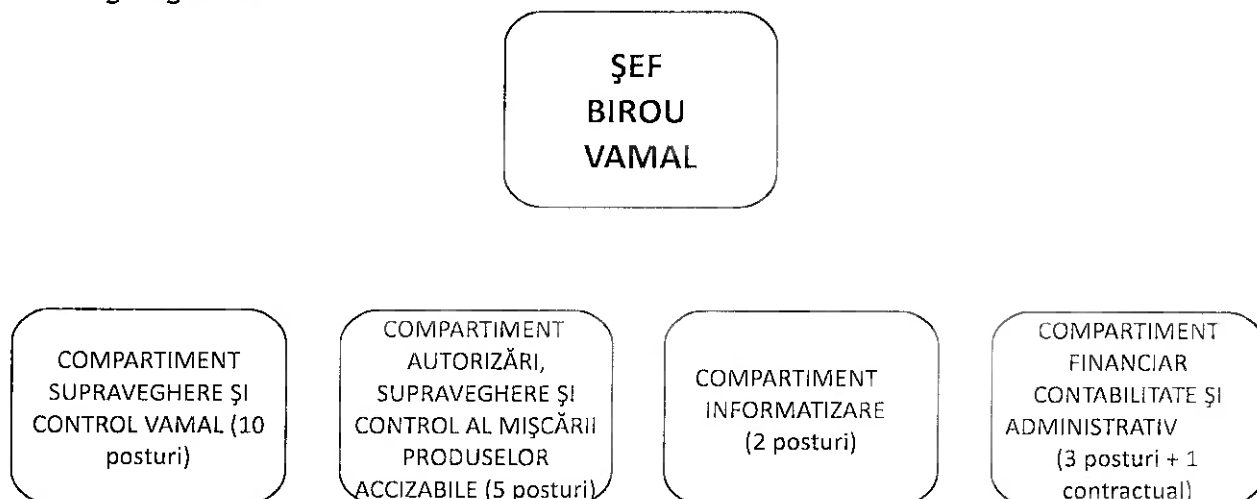 ŞEF
BIROU
VAMAL
COMPARTIMENT
SUPRAVEGHERE ŞI
CONTROL VAMAL (10
posturi)
COMPARTIMENT
AUTORIZĂRI,
SUPRAVEGHERE ŞI
CONTROL AL MIŞCĂRII
PRODUSELOR
ACCIZABILE (5 posturi)
COMPARTIMENT
INFORMATIZARE
(2 posturi)
COMPARTIMENT
FINANCIAR
CONTABILITATE ŞI
ADMINISTRATIV
(3 posturi + 1
contractual)